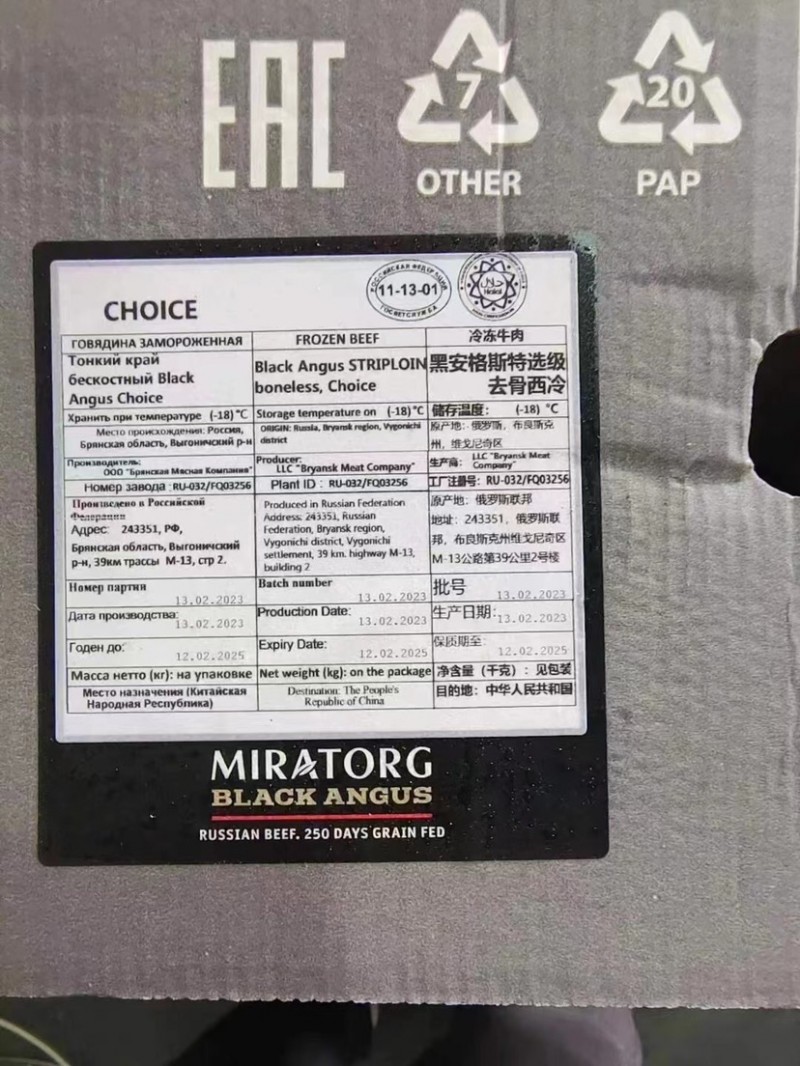 EAC
7
OTHER
20
PAP
CHOICE
РОССИЙСКАЯ ФЕДЕРАЦИЯ
11-13-01
ГОСВЕТСЛУЖБА
حلال
Halal
ГОВЯДИНА ЗАМОРОЖЕННАЯ
Тонкий край
бескостный Black
Angus Choice
Хранить при температуре (-18)°C
Место происхождения: Россия,
Брянская область, Выгоничский р-н
Производитель:
ООО "Брянская Мясная Компания"
Номер завода :RU-032/FQ03256
Произведено в Российской
Федерации
Адрес: 243351, РФ,
Брянская область, Выгоничский
р-н, 39км трассы М-13, стр 2.
Номер партии
13.02.2023
Дата производства:
13.02.2023
Годен до:
12.02.2025
Масса нетто (кг): на упаковке
Место назначения (Китайская
Народная Республика)
FROZEN BEEF
Black Angus STRIPLOIN
boneless, Choice
Storage temperature on (-18)°C
ORIGIN: Russia, Bryansk region, Vygonichi
district
Producer:
LLC "Bryansk Meat Company"
Plant ID : RU-032/FQ03256
Produced in Russian Federation
Address: 243351, Russian
Federation, Bryansk region,
Vygonichi district, Vygonichi
settlement, 39 km. highway M-13,
building 2
Batch number
13.02.2023
Production Date:
13.02.2023
Expiry Date:
12.02.2025
Net weight (kg): on the package
Destination: The People's
Republic of China
冷冻牛肉
黑安格斯特选级
去骨西冷
储存温度: (-18) °C
原产地: 俄罗斯, 布良斯克
州, 维戈尼奇区
生产商: LLC "Bryansk Meat
Company"
工厂注册号: RU-032/FQ03256
原产地: 俄罗斯联邦
地址: 243351, 俄罗斯联
邦, 布良斯克州维戈尼奇区
M-13公路第39公里2号楼
批号
13.02.2023
生产日期:
13.02.2023
保质期至:
12.02.2025
净含量 (千克) : 见包装
目的地: 中华人民共和国
MIRATORG
BLACK ANGUS
RUSSIAN BEEF. 250 DAYS GRAIN FED